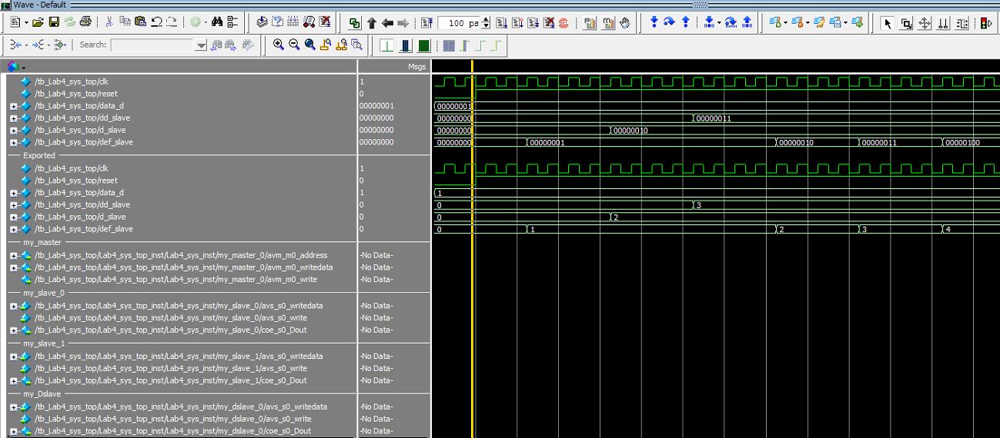 Wave - Default
100 ps
Search:
Msgs
/tb_Lab4_sys_top/clk 1
/tb_Lab4_sys_top/reset 0
/tb_Lab4_sys_top/data_d 00000001 00000001
/tb_Lab4_sys_top/dd_slave 00000000 00000000 00000011
/tb_Lab4_sys_top/d_slave 00000000 00000000 00000010
/tb_Lab4_sys_top/def_slave 00000000 00000000 00000001 00000010 00000011 00000100
Exported
/tb_Lab4_sys_top/clk 1
/tb_Lab4_sys_top/reset 0
/tb_Lab4_sys_top/data_d 1 1
/tb_Lab4_sys_top/dd_slave 0 0 3
/tb_Lab4_sys_top/d_slave 0 0 2
/tb_Lab4_sys_top/def_slave 0 0 1 2 3 4
my_master
/tb_Lab4_sys_top/Lab4_sys_top_inst/Lab4_sys_inst/my_master_0/avm_m0_address -No Data-
/tb_Lab4_sys_top/Lab4_sys_top_inst/Lab4_sys_inst/my_master_0/avm_m0_writedata -No Data-
/tb_Lab4_sys_top/Lab4_sys_top_inst/Lab4_sys_inst/my_master_0/avm_m0_write -No Data-
my_slave_0
/tb_Lab4_sys_top/Lab4_sys_top_inst/Lab4_sys_inst/my_slave_0/avs_s0_writedata -No Data-
/tb_Lab4_sys_top/Lab4_sys_top_inst/Lab4_sys_inst/my_slave_0/avs_s0_write -No Data-
/tb_Lab4_sys_top/Lab4_sys_top_inst/Lab4_sys_inst/my_slave_0/coe_s0_Dout -No Data-
my_slave_1
/tb_Lab4_sys_top/Lab4_sys_top_inst/Lab4_sys_inst/my_slave_1/avs_s0_writedata -No Data-
/tb_Lab4_sys_top/Lab4_sys_top_inst/Lab4_sys_inst/my_slave_1/avs_s0_write -No Data-
/tb_Lab4_sys_top/Lab4_sys_top_inst/Lab4_sys_inst/my_slave_1/coe_s0_Dout -No Data-
my_Dslave
/tb_Lab4_sys_top/Lab4_sys_top_inst/Lab4_sys_inst/my_dslave_0/avs_s0_writedata -No Data-
/tb_Lab4_sys_top/Lab4_sys_top_inst/Lab4_sys_inst/my_dslave_0/avs_s0_write -No Data-
/tb_Lab4_sys_top/Lab4_sys_top_inst/Lab4_sys_inst/my_dslave_0/coe_s0_Dout -No Data-